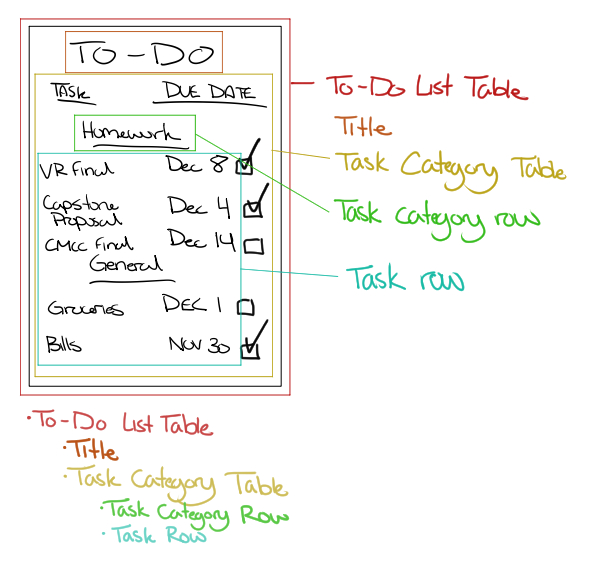 TO-DO
TASK DUE DATE
Homework
VR Final Dec 8
Capstone Proposal Dec 4
CMCC Final Dec 14
General
Groceries DEC 1
Bills Nov 30
To-Do List Table
Title
Task Category Table
Task category row
Task row
·To-Do List Table
·Title
·Task Category Table
·Task Category Row
·Task Row